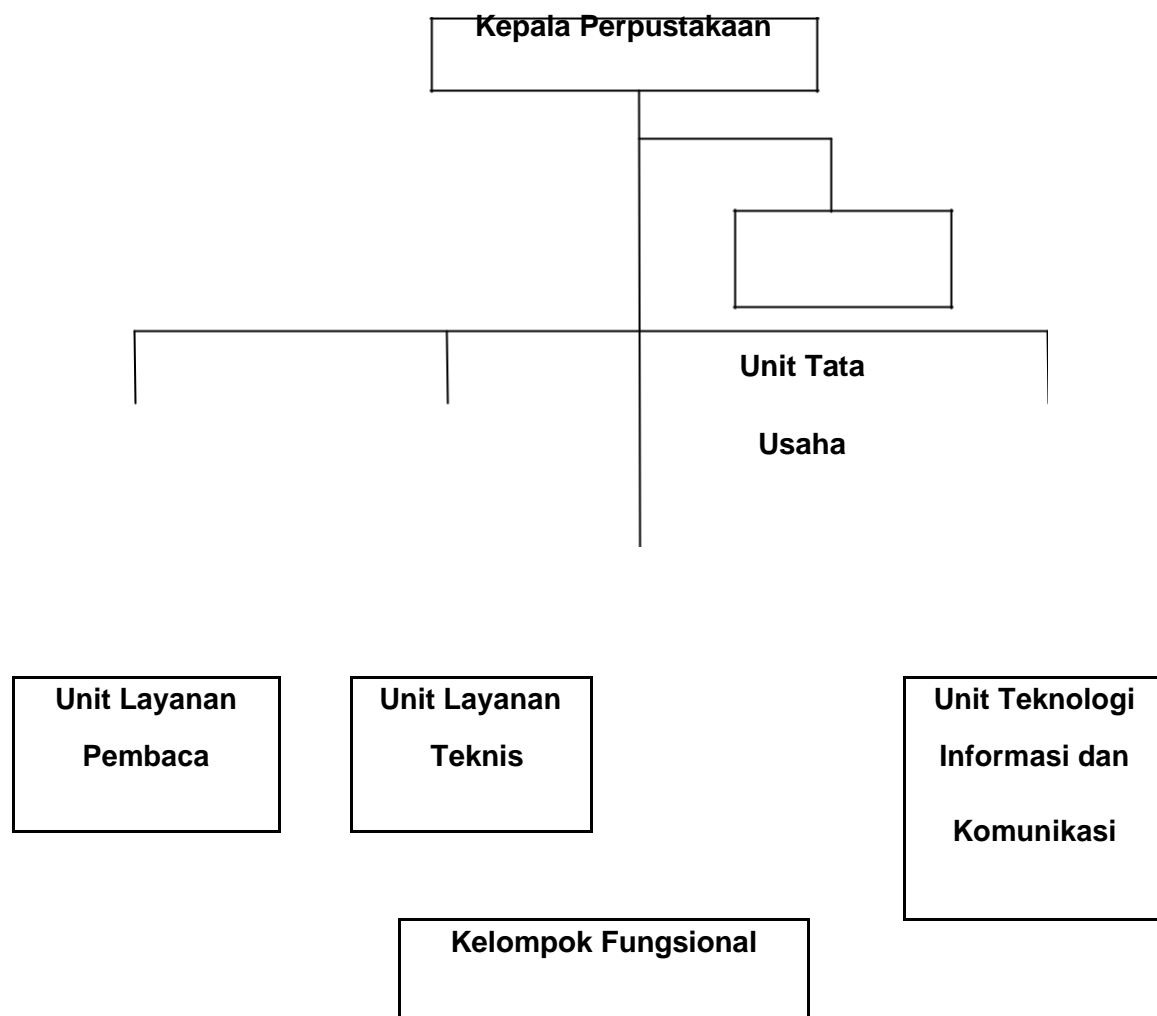 Kepala Perpustakaan
Unit Tata
Usaha
Unit Layanan
Pembaca
Unit Layanan
Teknis
Unit Teknologi
Informasi dan
Komunikasi
Kelompok Fungsional